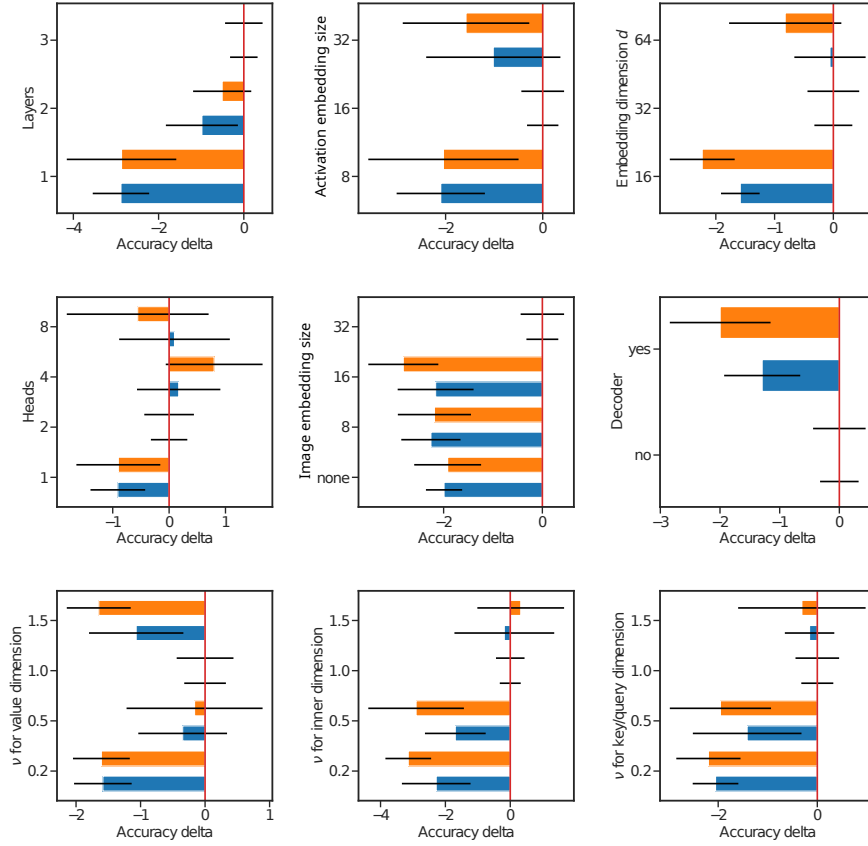 Layers
3
2
1
−4
−2
0
Accuracy delta
Activation embedding size
32
16
8
−2
0
Accuracy delta
Embedding dimension d
64
32
16
−2
−1
0
Accuracy delta
Heads
8
4
2
1
−1
0
1
Accuracy delta
Image embedding size
32
16
8
none
−2
0
Accuracy delta
Decoder
yes
no
−3
−2
−1
0
Accuracy delta
ν for value dimension
1.5
1.0
0.5
0.2
−2
−1
0
1
Accuracy delta
ν for inner dimension
1.5
1.0
0.5
0.2
−4
−2
0
Accuracy delta
ν for key/query dimension
1.5
1.0
0.5
0.2
−2
0
Accuracy delta